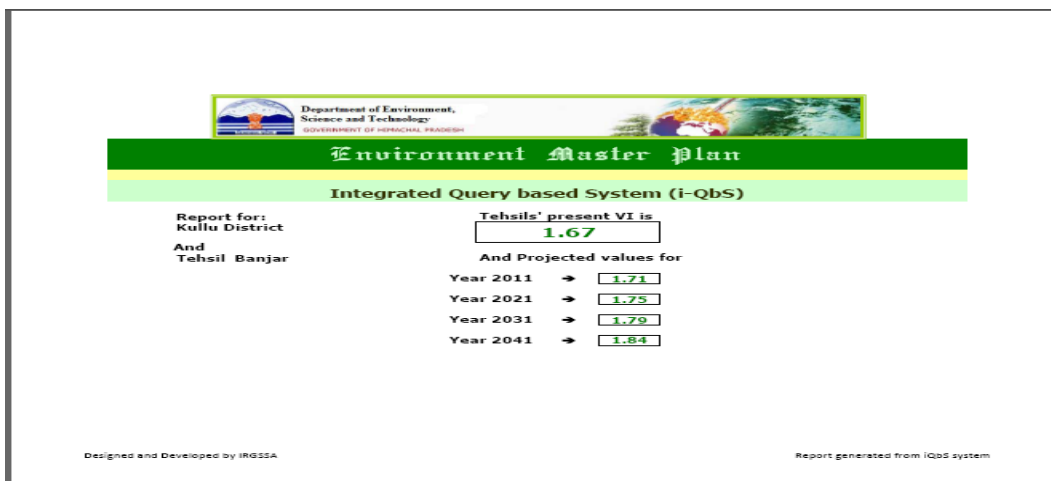 Department of Environment,
Science and Technology
GOVERNMENT OF HIMACHAL PRADESH
Environment Master Plan
Integrated Query based System (i-QbS)
Report for:
Kullu District
And
Tehsil Banjar
Tehsils' present VI is
1.67
And Projected values for
Year 2011 ➔ 1.71
Year 2021 ➔ 1.75
Year 2031 ➔ 1.79
Year 2041 ➔ 1.84
Designed and Developed by IRGSSA
Report generated from iQbS system